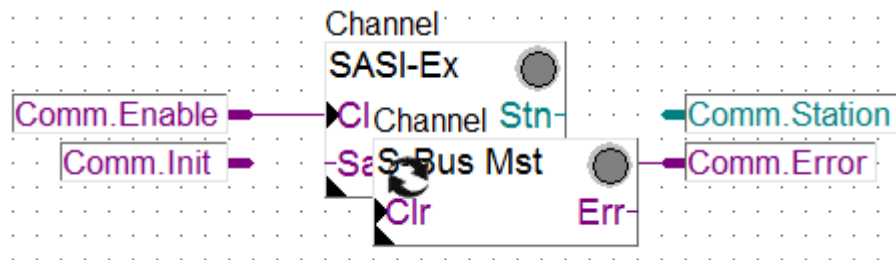 Channel
SASI-Ex
Comm.Enable
Cl
Channel
Stn
Comm.Station
Comm.Init
Sa
S-Bus Mst
Comm.Error
Clr
Err